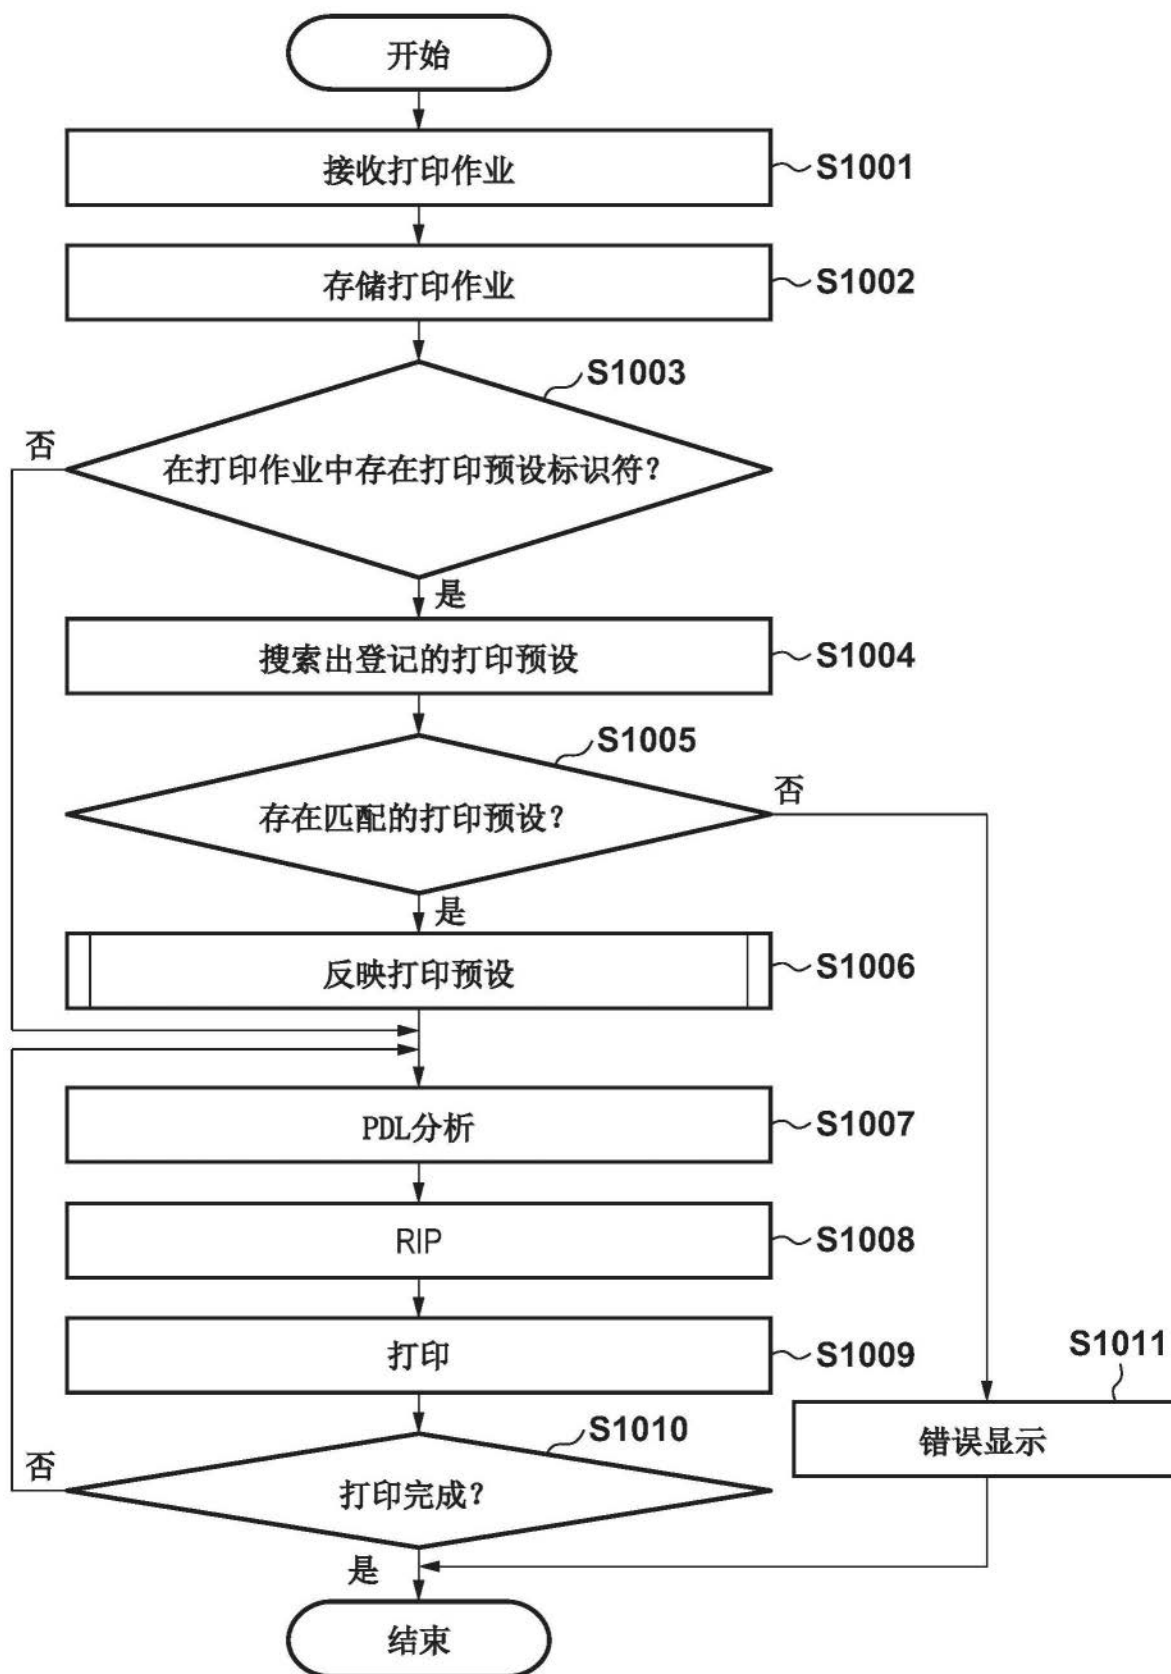 开始
接收打印作业
S1001
存储打印作业
S1002
S1003
否
在打印作业中存在打印预设标识符？
是
搜索出登记的打印预设
S1004
S1005
否
存在匹配的打印预设？
是
反映打印预设
S1006
PDL分析
S1007
RIP
S1008
打印
S1009
S1011
错误显示
S1010
否
打印完成？
是
结束